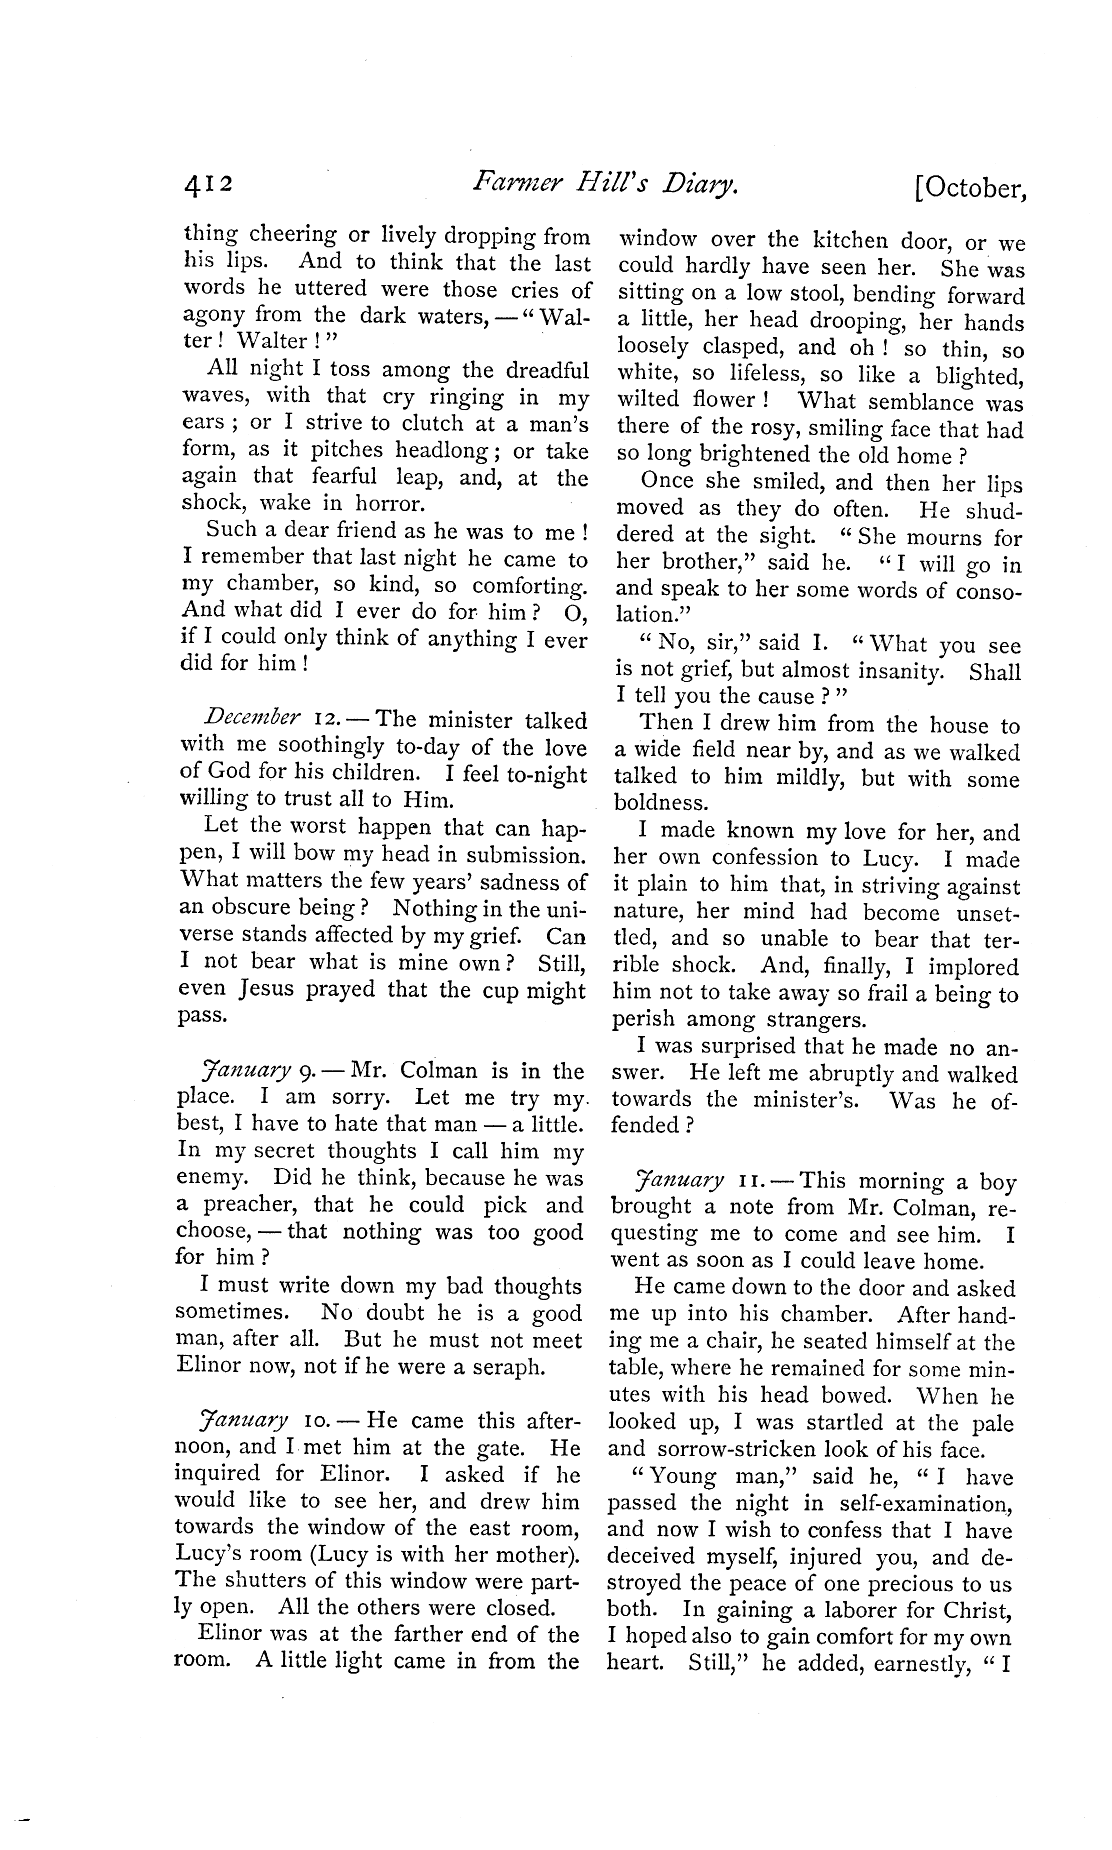 412 Farmer Hill's Diary. [October,
thing cheering or lively dropping from
his lips. And to think that the last
words he uttered were those cries of
agony from the dark waters, — “Wal-
ter! Walter!”
All night I toss among the dreadful
waves, with that cry ringing in my
ears; or I strive to clutch at a man's
form, as it pitches headlong; or take
again that fearful leap, and, at the
shock, wake in horror.
Such a dear friend as he was to me!
I remember that last night he came to
my chamber, so kind, so comforting.
And what did I ever do for him? O,
if I could only think of anything I ever
did for him!
December 12. — The minister talked
with me soothingly to-day of the love
of God for his children. I feel to-night
willing to trust all to Him.
Let the worst happen that can hap-
pen, I will bow my head in submission.
What matters the few years' sadness of
an obscure being? Nothing in the uni-
verse stands affected by my grief. Can
I not bear what is mine own? Still,
even Jesus prayed that the cup might
pass.
January 9. — Mr. Colman is in the
place. I am sorry. Let me try my
best, I have to hate that man — a little.
In my secret thoughts I call him my
enemy. Did he think, because he was
a preacher, that he could pick and
choose, — that nothing was too good
for him?
I must write down my bad thoughts
sometimes. No doubt he is a good
man, after all. But he must not meet
Elinor now, not if he were a seraph.
January 10. — He came this after-
noon, and I met him at the gate. He
inquired for Elinor. I asked if he
would like to see her, and drew him
towards the window of the east room,
Lucy's room (Lucy is with her mother).
The shutters of this window were part-
ly open. All the others were closed.
Elinor was at the farther end of the
room. A little light came in from the
window over the kitchen door, or we
could hardly have seen her. She was
sitting on a low stool, bending forward
a little, her head drooping, her hands
loosely clasped, and oh! so thin, so
white, so lifeless, so like a blighted,
wilted flower! What semblance was
there of the rosy, smiling face that had
so long brightened the old home?
Once she smiled, and then her lips
moved as they do often. He shud-
dered at the sight. “She mourns for
her brother,” said he. “I will go in
and speak to her some words of conso-
lation.”
“No, sir,” said I. “What you see
is not grief, but almost insanity. Shall
I tell you the cause?”
Then I drew him from the house to
a wide field near by, and as we walked
talked to him mildly, but with some
boldness.
I made known my love for her, and
her own confession to Lucy. I made
it plain to him that, in striving against
nature, her mind had become unset-
tled, and so unable to bear that ter-
rible shock. And, finally, I implored
him not to take away so frail a being to
perish among strangers.
I was surprised that he made no an-
swer. He left me abruptly and walked
towards the minister's. Was he of-
fended?
January 11. — This morning a boy
brought a note from Mr. Colman, re-
questing me to come and see him. I
went as soon as I could leave home.
He came down to the door and asked
me up into his chamber. After hand-
ing me a chair, he seated himself at the
table, where he remained for some min-
utes with his head bowed. When he
looked up, I was startled at the pale
and sorrow-stricken look of his face.
“Young man,” said he, “I have
passed the night in self-examination,
and now I wish to confess that I have
deceived myself, injured you, and de-
stroyed the peace of one precious to us
both. In gaining a laborer for Christ,
I hoped also to gain comfort for my own
heart. Still,” he added, earnestly, “I